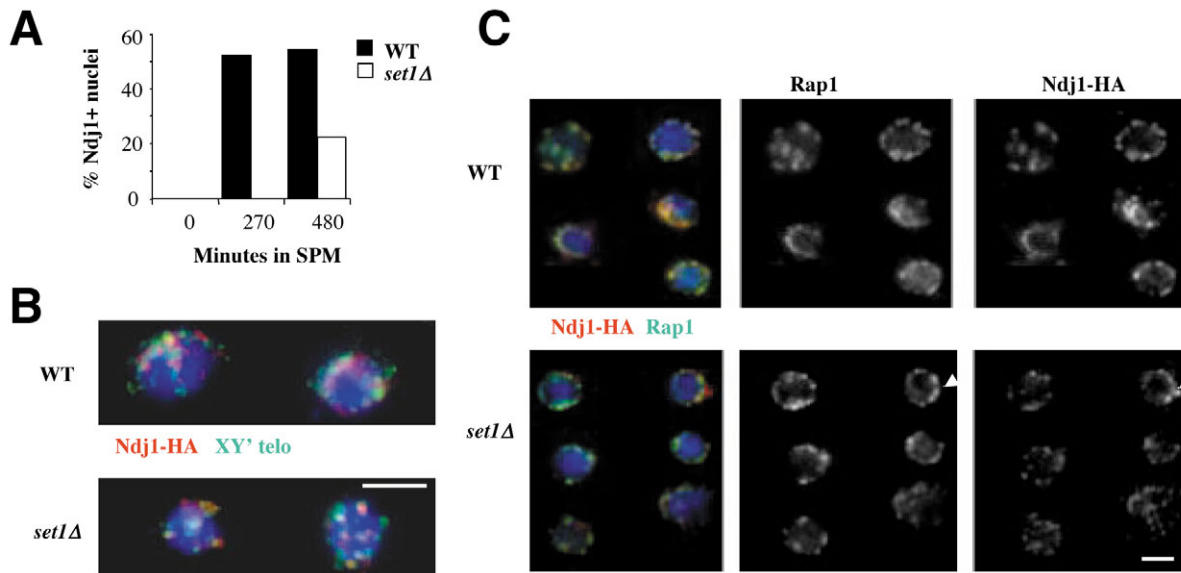 A
% Ndj1+ nuclei
60
40
20
0
0 270 480
Minutes in SPM
WT
set1Δ
B
WT
Ndj1-HA XY' telo
set1Δ
C
Rap1 Ndj1-HA
WT
Ndj1-HA Rap1
set1Δ